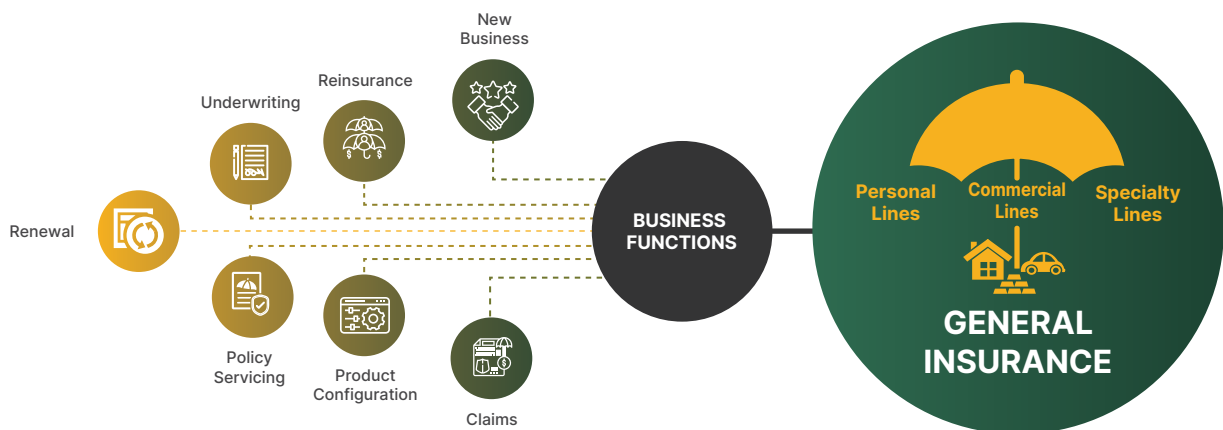 New
Business
Reinsurance
Underwriting
Renewal
Policy
Servicing
Product
Configuration
Claims
BUSINESS
FUNCTIONS
Personal
Lines
Commercial
Lines
Specialty
Lines
GENERAL
INSURANCE